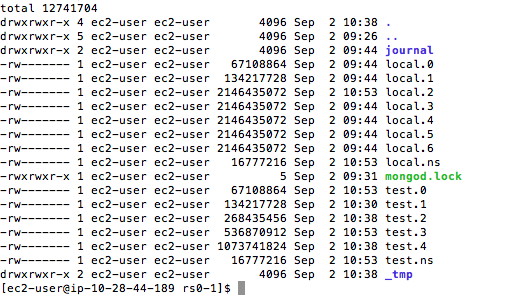 total 12741704
drwxrwxr-x 4 ec2-user ec2-user       4096 Sep  2 10:38 .
drwxrwxr-x 5 ec2-user ec2-user       4096 Sep  2 09:26 ..
drwxrwxr-x 2 ec2-user ec2-user       4096 Sep  2 09:44 journal
-rw------- 1 ec2-user ec2-user   67108864 Sep  2 09:44 local.0
-rw------- 1 ec2-user ec2-user  134217728 Sep  2 09:44 local.1
-rw------- 1 ec2-user ec2-user 2146435072 Sep  2 10:53 local.2
-rw------- 1 ec2-user ec2-user 2146435072 Sep  2 09:44 local.3
-rw------- 1 ec2-user ec2-user 2146435072 Sep  2 09:44 local.4
-rw------- 1 ec2-user ec2-user 2146435072 Sep  2 09:44 local.5
-rw------- 1 ec2-user ec2-user 2146435072 Sep  2 09:44 local.6
-rw------- 1 ec2-user ec2-user   16777216 Sep  2 10:53 local.ns
-rwxrwxr-x 1 ec2-user ec2-user          5 Sep  2 09:31 mongod.lock
-rw------- 1 ec2-user ec2-user   67108864 Sep  2 10:53 test.0
-rw------- 1 ec2-user ec2-user  134217728 Sep  2 10:30 test.1
-rw------- 1 ec2-user ec2-user  268435456 Sep  2 10:38 test.2
-rw------- 1 ec2-user ec2-user  536870912 Sep  2 10:53 test.3
-rw------- 1 ec2-user ec2-user 1073741824 Sep  2 10:38 test.4
-rw------- 1 ec2-user ec2-user   16777216 Sep  2 10:53 test.ns
drwxrwxr-x 2 ec2-user ec2-user       4096 Sep  2 10:38 _tmp
[ec2-user@ip-10-28-44-189 rs0-1]$